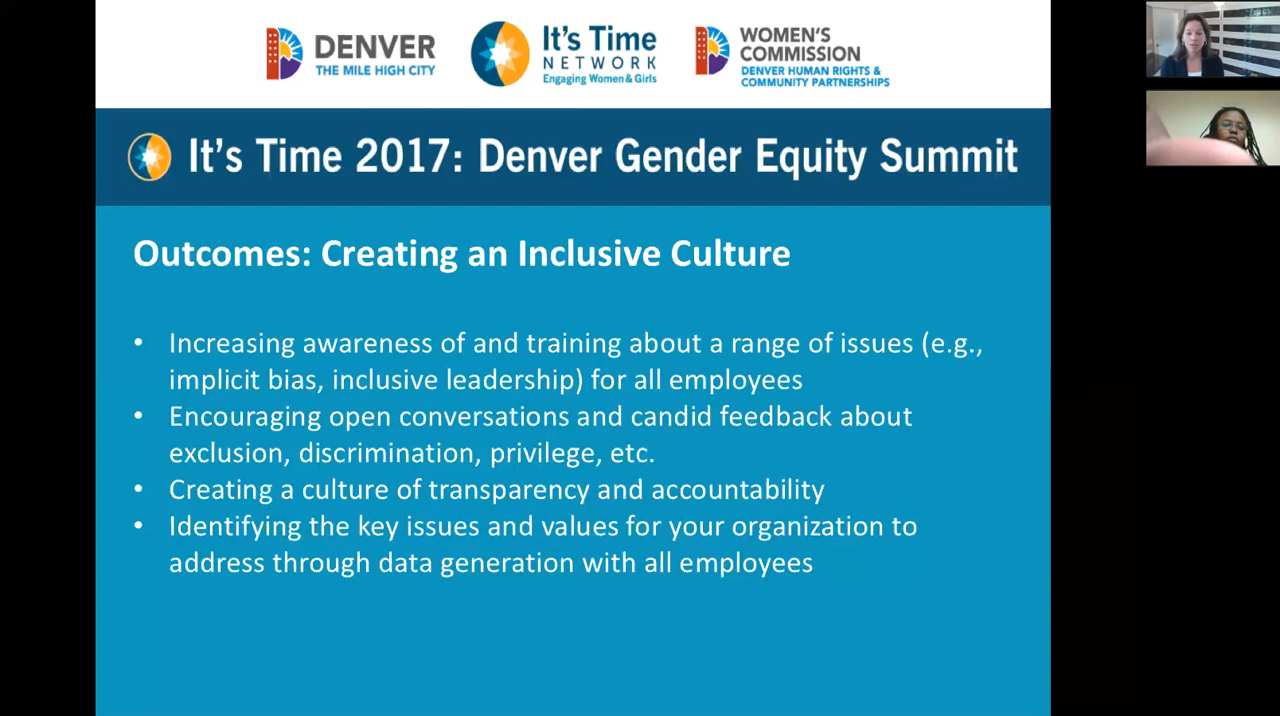 DENVER
THE MILE HIGH CITY
It's Time
NETWORK
Engaging Women & Girls
WOMEN'S
COMMISSION
DENVER HUMAN RIGHTS &
COMMUNITY PARTNERSHIPS
It's Time 2017: Denver Gender Equity Summit
Outcomes: Creating an Inclusive Culture
• Increasing awareness of and training about a range of issues (e.g.,
implicit bias, inclusive leadership) for all employees
• Encouraging open conversations and candid feedback about
exclusion, discrimination, privilege, etc.
• Creating a culture of transparency and accountability
• Identifying the key issues and values for your organization to
address through data generation with all employees